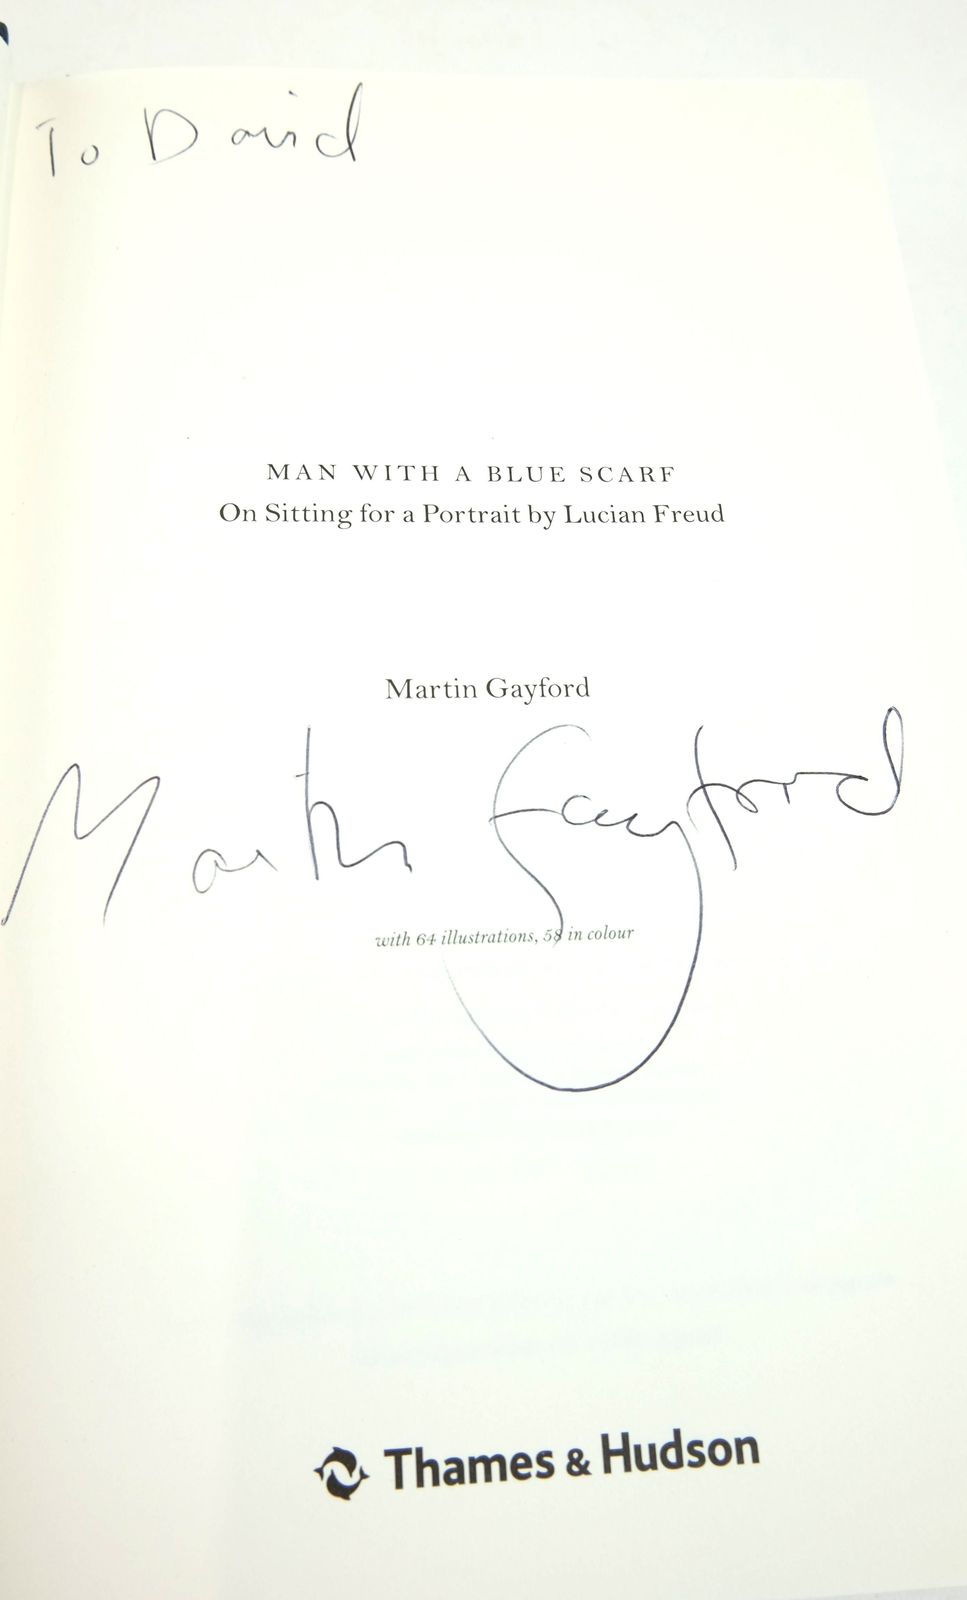 To David
MAN WITH A BLUE SCARF
On Sitting for a Portrait by Lucian Freud
Martin Gayford
Martin Gayford
with 64 illustrations, 58 in colour
Thames & Hudson